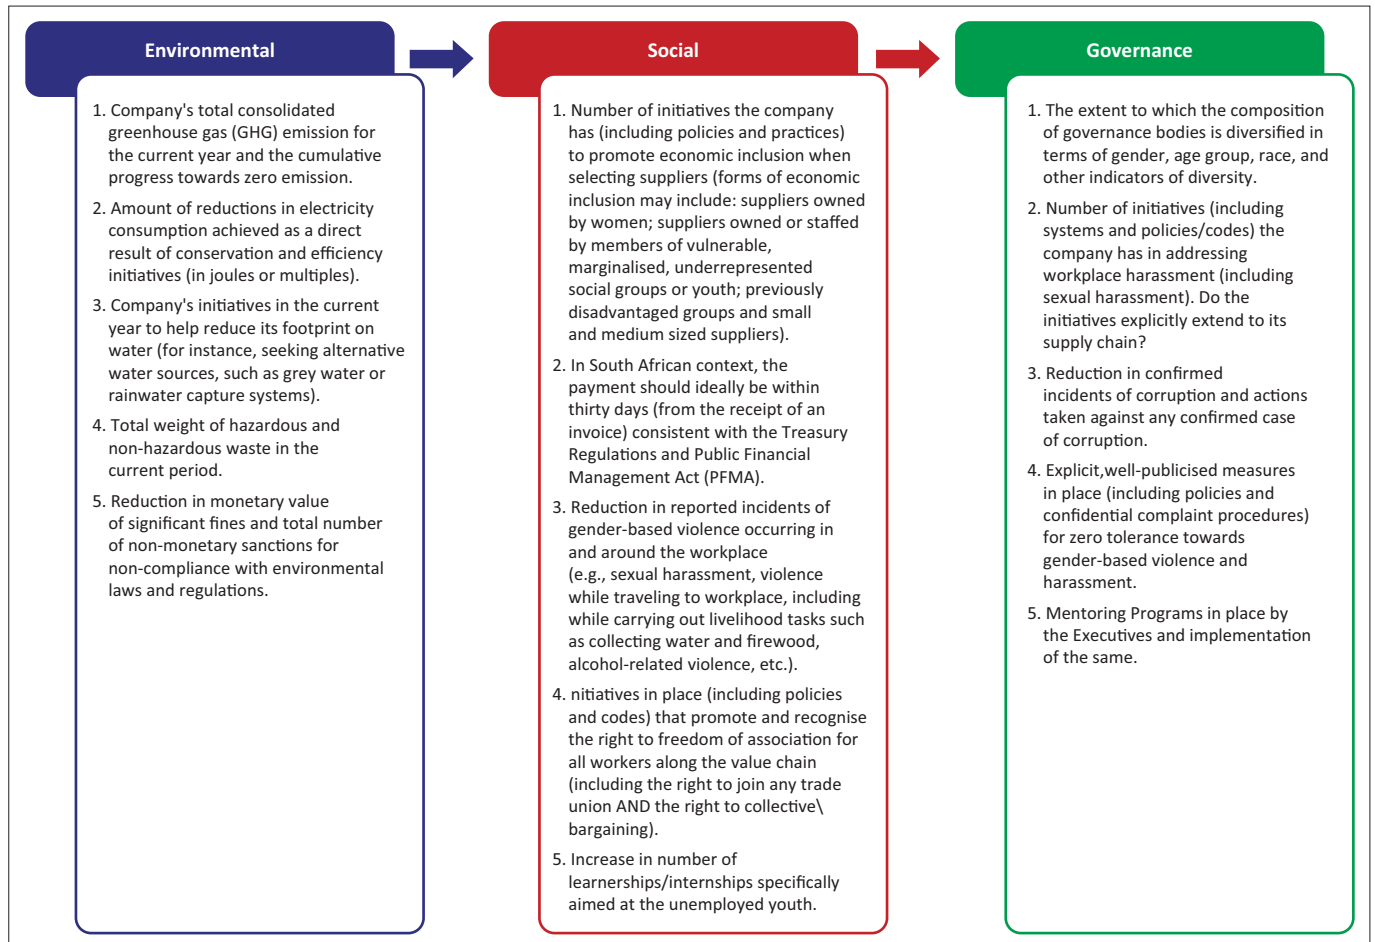 Environmental
1. Company's total consolidated
greenhouse gas (GHG) emission for
the current year and the cumulative
progress towards zero emission.
2. Amount of reductions in electricity
consumption achieved as a direct
result of conservation and efficiency
initiatives (in joules or multiples).
3. Company's initiatives in the current
year to help reduce its footprint on
water (for instance, seeking alternative
water sources, such as grey water or
rainwater capture systems).
4. Total weight of hazardous and
non-hazardous waste in the
current period.
5. Reduction in monetary value
of significant fines and total number
of non-monetary sanctions for
non-compliance with environmental
laws and regulations.
Social
1. Number of initiatives the company
has (including policies and practices)
to promote economic inclusion when
selecting suppliers (forms of economic
inclusion may include: suppliers owned
by women; suppliers owned or staffed
by members of vulnerable,
marginalised, underrepresented
social groups or youth; previously
disadvantaged groups and small
and medium sized suppliers).
2. In South African context, the
payment should ideally be within
thirty days (from the receipt of an
invoice) consistent with the Treasury
Regulations and Public Financial
Management Act (PFMA).
3. Reduction in reported incidents of
gender-based violence occurring in
and around the workplace
(e.g., sexual harassment, violence
while traveling to workplace, including
while carrying out livelihood tasks such
as collecting water and firewood,
alcohol-related violence, etc.).
4. nitiatives in place (including policies
and codes) that promote and recognise
the right to freedom of association for
all workers along the value chain
(including the right to join any trade
union AND the right to collective\
bargaining).
5. Increase in number of
learnerships/internships specifically
aimed at the unemployed youth.
Governance
1. The extent to which the composition
of governance bodies is diversified in
terms of gender, age group, race, and
other indicators of diversity.
2. Number of initiatives (including
systems and policies/codes) the
company has in addressing
workplace harassment (including
sexual harassment). Do the
initiatives explicitly extend to its
supply chain?
3. Reduction in confirmed
incidents of corruption and actions
taken against any confirmed case
of corruption.
4. Explicit,well-publicised measures
in place (including policies and
confidential complaint procedures)
for zero tolerance towards
gender-based violence and
harassment.
5. Mentoring Programs in place by
the Executives and implementation
of the same.